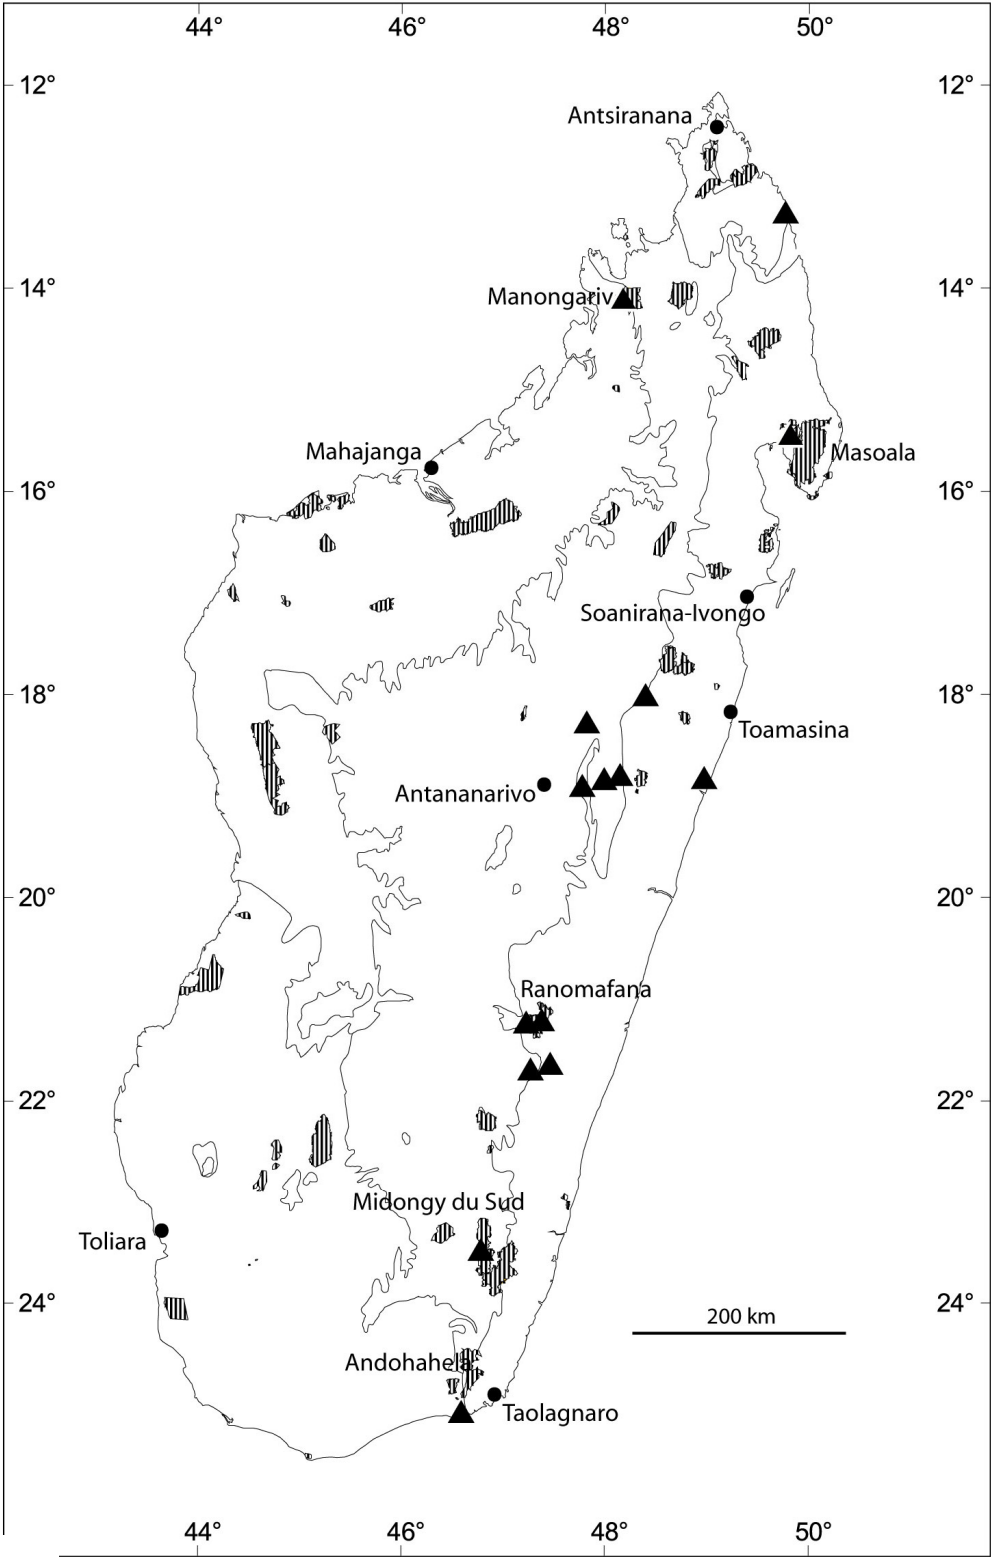 44° 46° 48° 50°
12° 12°
Antsiranana
14° 14°
Manongariv
Mahajanga
Masoala
16° 16°
Soanirana-Ivongo
18° 18°
Toamasina
Antananarivo
20° 20°
Ranomafana
22° 22°
Midongy du Sud
Toliara
24° 24°
200 km
Andohahela
Taolagnaro
44° 46° 48° 50°